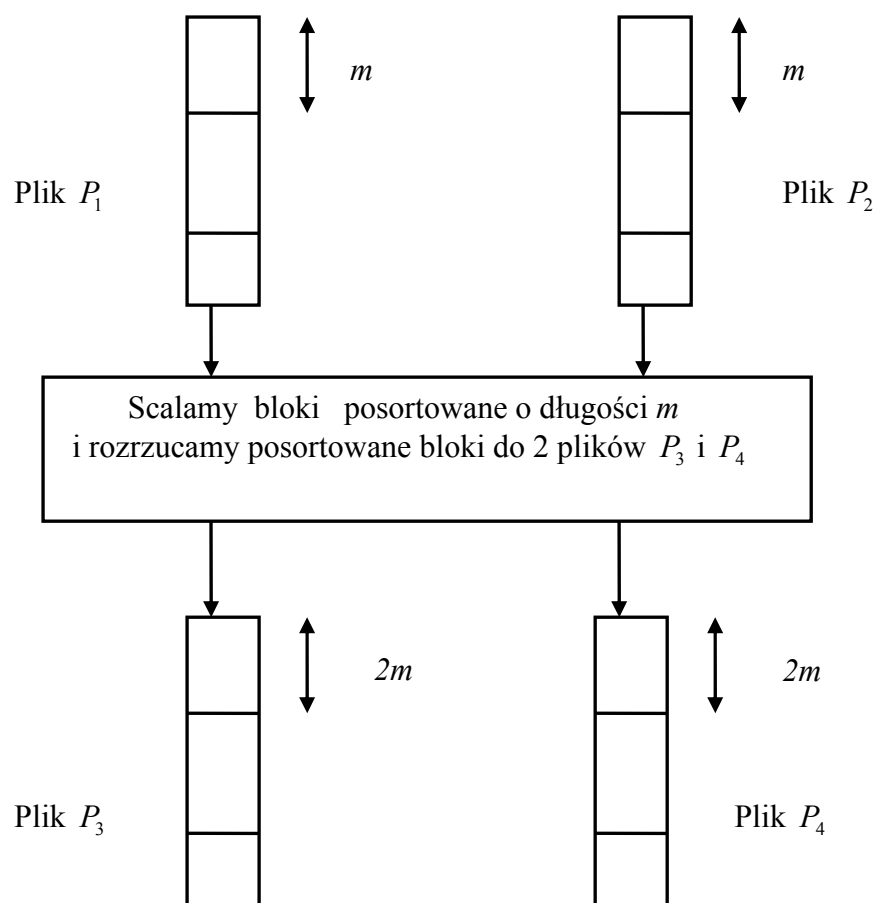 m
m
Plik P₁
Plik P₂
Scalamy bloki posortowane o długości m
i rozrzucamy posortowane bloki do 2 plików P₃ i P₄
2m
2m
Plik P₃
Plik P₄